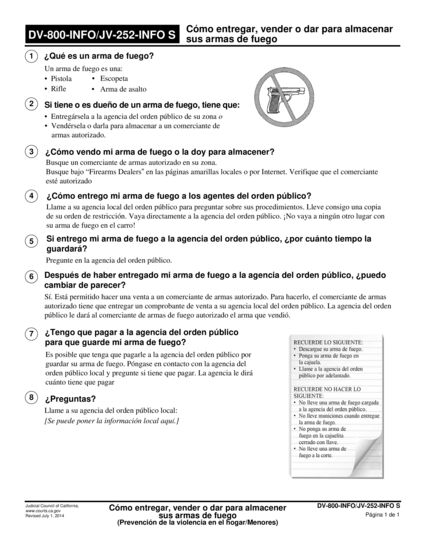 DV-800-INFO/JV-252-INFO S
Cómo entregar, vender o dar para almacenar
sus armas de fuego
1 ¿Qué es un arma de fuego?
Un arma de fuego es una:
• Pistola • Escopeta
• Rifle • Arma de asalto
2 Si tiene o es dueño de un arma de fuego, tiene que:
• Entregársela a la agencia del orden público de su zona o
• Vendérsela o darla para almacenar a un comerciante de
armas autorizado.
3 ¿Cómo vendo mi arma de fuego o la doy para almacener?
Busque un comerciante de armas autorizado en su zona.
Busque bajo “Firearms Dealers” en las páginas amarillas locales o por Internet. Verifique que el comerciante
esté autorizado
4 ¿Cómo entrego mi arma de fuego a los agentes del orden público?
Llame a su agencia local del orden público para preguntar sobre sus procedimientos. Lleve consigo una copia
de su orden de restricción. Vaya directamente a la agencia del orden público. ¡No vaya a ningún otro lugar con
su arma de fuego en el carro!
5 Si entrego mi arma de fuego a la agencia del orden público, ¿por cuánto tiempo la
guardará?
Pregunte en la agencia del orden público.
6 Después de haber entregado mi arma de fuego a la agencia del orden público, ¿puedo
cambiar de parecer?
Sí. Está permitido hacer una venta a un comerciante de armas autorizado. Para hacerlo, el comerciante de armas
autorizado tiene que entregar un comprobante de venta a su agencia local del orden público. La agencia del orden
público le dará al comerciante de armas de fuego autorizado el arma que vendió.
7 ¿Tengo que pagar a la agencia del orden público
para que guarde mi arma de fuego?
Es posible que tenga que pagarle a la agencia del orden público por
guardar su arma de fuego. Póngase en contacto con la agencia del
orden público local y pregunte si tiene que pagar. La agencia le dirá
cuánto tiene que pagar
8 ¿Preguntas?
Llame a su agencia del orden público local:
[Se puede poner la información local aquí.]
RECUERDE LO SIGUIENTE:
• Descargue su arma de fuego.
• Ponga su arma de fuego en
la cajuela.
• Llame a la agencia del orden
público por adelantado.
RECUERDE NO HACER LO
SIGUIENTE:
• No lleve una arma de fuego cargada
a la agencia del orden público.
• No lleve municiones cuando entregue
la arma de fuego.
• No ponga su arma de
fuego en la cajuelita
cerrado con llave.
• No lleve una arma de
fuego a la corte.
Judicial Council of California,
www.courts.ca.gov
Revised July 1, 2014
Cómo entregar, vender o dar para almacener
sus armas de fuego
(Prevención de la violencia en el hogar/Menores)
DV-800-INFO/JV-252-INFO S
Página 1 de 1